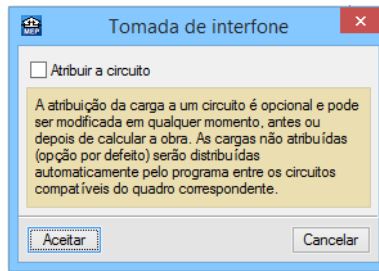 MEP
Tomada de interfone
Atribuir a circuito
A atribuição da carga a um circuito é opcional e pode
ser modificada em qualquer momento, antes ou
depois de calcular a obra. As cargas não atribuídas
(opção por defeito) serão distribuídas
automaticamente pelo programa entre os circuitos
compatíveis do quadro correspondente.
Aceitar
Cancelar